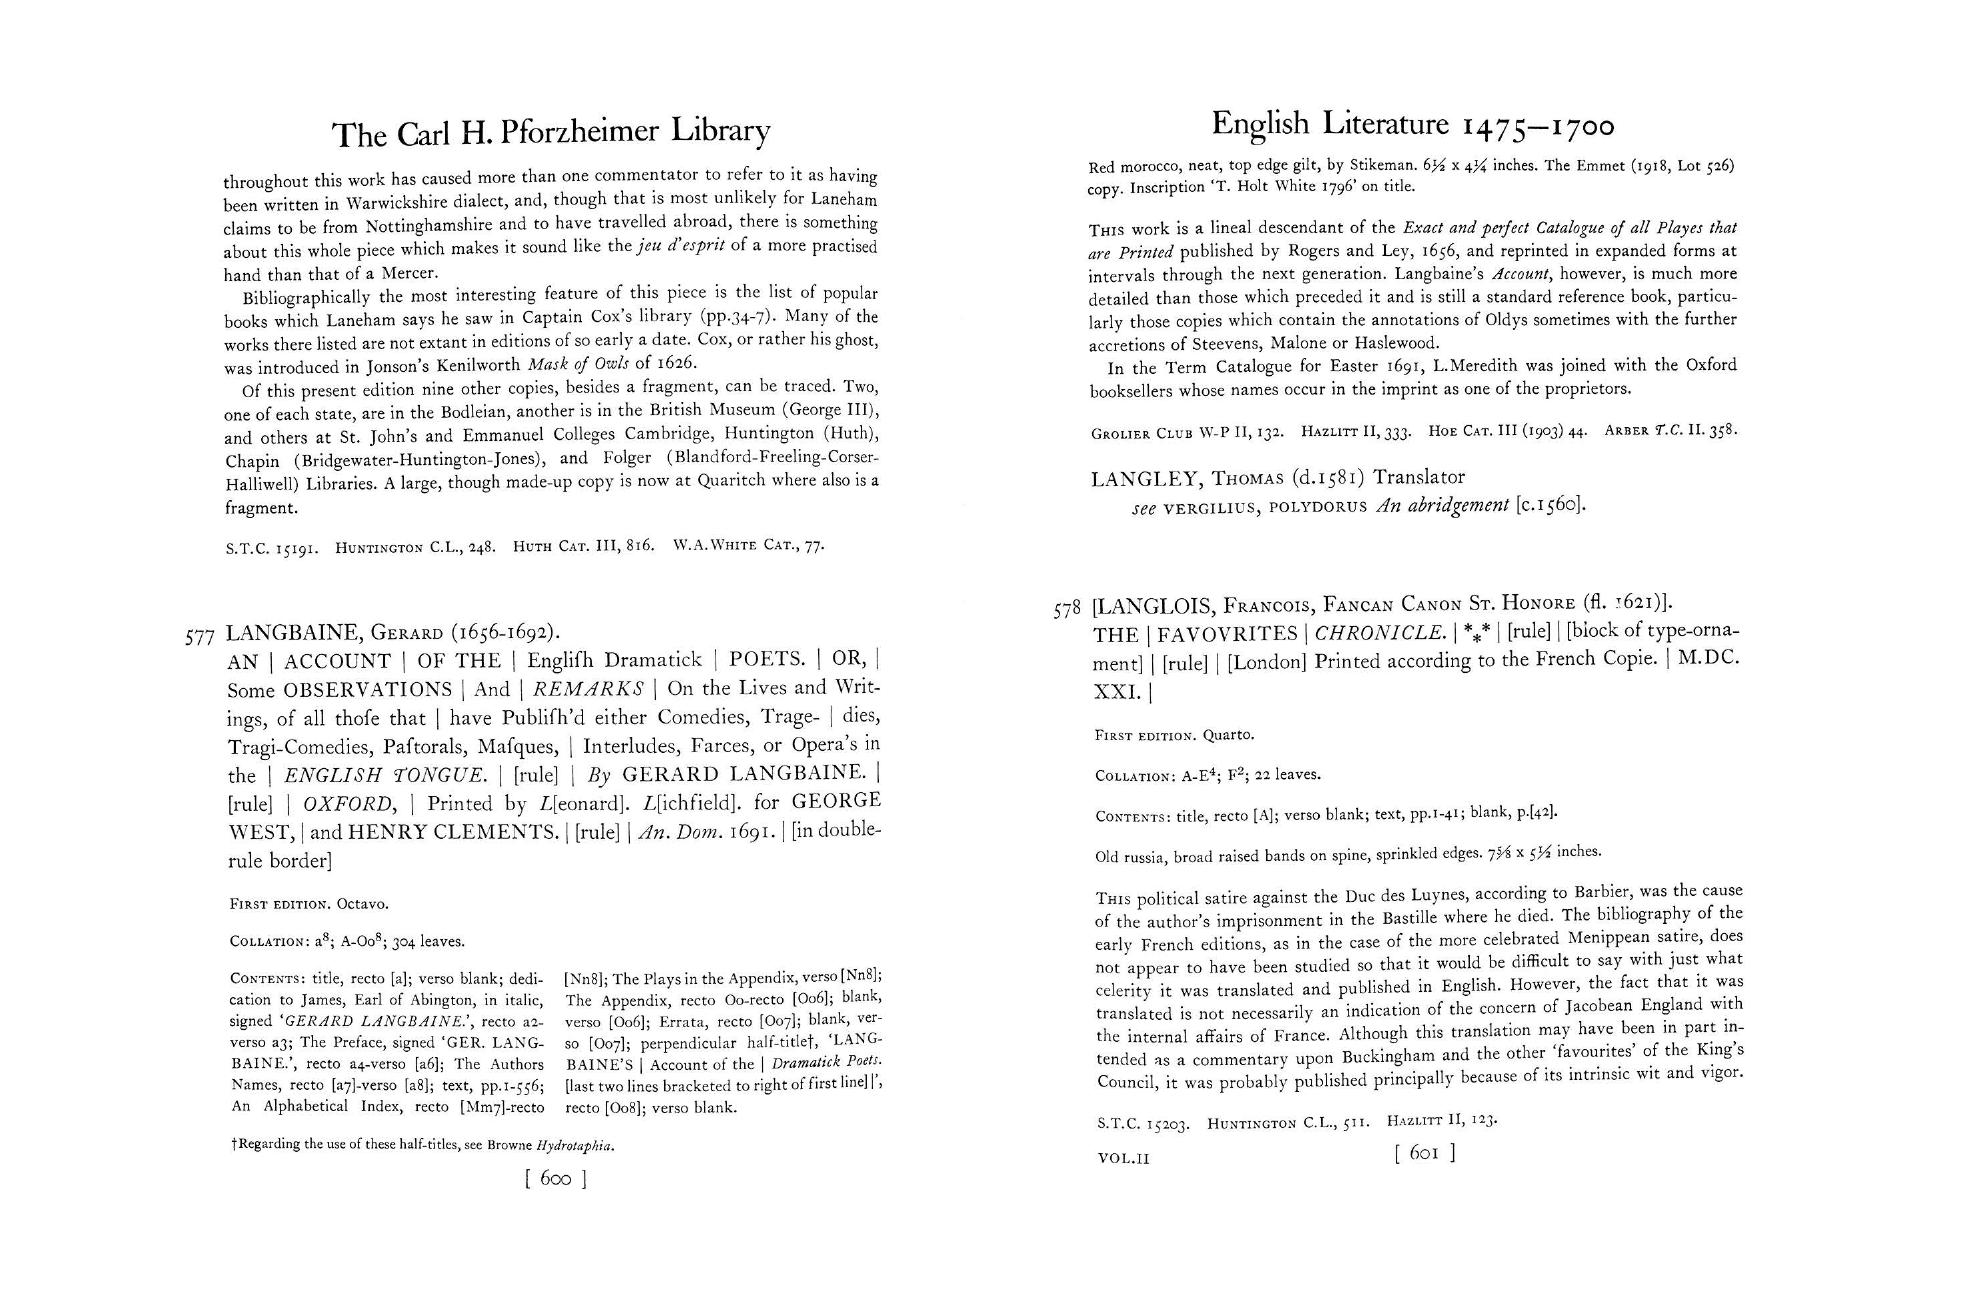 The Carl H. Pforzheimer Library
throughout this work has caused more than one commentator to refer to it as having
been written in Warwickshire dialect, and, though that is most unlikely for Laneham
claims to be from Nottinghamshire and to have travelled abroad, there is something
about this whole piece which makes it sound like the jeu d'esprit of a more practised
hand than that of a Mercer.
Bibliographically the most interesting feature of this piece is the list of popular
books which Laneham says he saw in Captain Cox's library (pp.34-7). Many of the
works there listed are not extant in editions of so early a date. Cox, or rather his ghost,
was introduced in Jonson's Kenilworth Mask of Owls of 1626.
Of this present edition nine other copies, besides a fragment, can be traced. Two,
one of each state, are in the Bodleian, another is in the British Museum (George III),
and others at St. John's and Emmanuel Colleges Cambridge, Huntington (Huth),
Chapin (Bridgewater-Huntington-Jones), and Folger (Blandford-Freeling-Corser-
Halliwell) Libraries. A large, though made-up copy is now at Quaritch where also is a
fragment.
S.T.C. 15191. Huntington C.L., 248. Huth Cat. III, 816. W.A.White Cat., 77.
577 LANGBAINE, Gerard (1656-1692).
AN | ACCOUNT | OF THE | Engliſh Dramatick | POETS. | OR, |
Some OBSERVATIONS | And | REMARKS | On the Lives and Writ-
ings, of all thoſe that | have Publiſh'd either Comedies, Trage- | dies,
Tragi-Comedies, Paſtorals, Maſques, | Interludes, Farces, or Opera's in
the | ENGLISH TONGUE. | [rule] | By GERARD LANGBAINE. |
[rule] | OXFORD, | Printed by L[eonard]. L[ichfield]. for GEORGE
WEST, | and HENRY CLEMENTS. | [rule] | An. Dom. 1691. | [in double-
rule border]
First edition. Octavo.
Collation: a⁸; A-Oo⁸; 304 leaves.
Contents: title, recto [a]; verso blank; dedi-
cation to James, Earl of Abington, in italic,
signed 'GERARD LANGBAINE.', recto a2-
verso a3; The Preface, signed 'GER. LANG-
BAINE.', recto a4-verso [a6]; The Authors
Names, recto [a7]-verso [a8]; text, pp.1-556;
An Alphabetical Index, recto [Mm7]-recto
[Nn8]; The Plays in the Appendix, verso [Nn8];
The Appendix, recto Oo-recto [Oo6]; blank,
verso [Oo6]; Errata, recto [Oo7]; blank, ver-
so [Oo7]; perpendicular half-title†, 'LANG-
BAINE'S | Account of the | Dramatick Poets.
[last two lines bracketed to right of first line] |',
recto [Oo8]; verso blank.
†Regarding the use of these half-titles, see Browne Hydrotaphia.
[ 600 ]
English Literature 1475–1700
Red morocco, neat, top edge gilt, by Stikeman. 6½ x 4¼ inches. The Emmet (1918, Lot 526)
copy. Inscription 'T. Holt White 1796' on title.
This work is a lineal descendant of the Exact and perfect Catalogue of all Playes that
are Printed published by Rogers and Ley, 1656, and reprinted in expanded forms at
intervals through the next generation. Langbaine's Account, however, is much more
detailed than those which preceded it and is still a standard reference book, particu-
larly those copies which contain the annotations of Oldys sometimes with the further
accretions of Steevens, Malone or Haslewood.
In the Term Catalogue for Easter 1691, L.Meredith was joined with the Oxford
booksellers whose names occur in the imprint as one of the proprietors.
Grolier Club W-P II, 132. Hazlitt II, 333. Hoe Cat. III (1903) 44. Arber T.C. II. 358.
LANGLEY, Thomas (d.1581) Translator
see VERGILIUS, POLYDORUS An abridgement [c.1560].
578 [LANGLOIS, Francois, Fancan Canon St. Honore (fl. 1621)].
THE | FAVOVRITES | CHRONICLE. | *⁎* | [rule] | [block of type-orna-
ment] | [rule] | [London] Printed according to the French Copie. | M.DC.
XXI. |
First edition. Quarto.
Collation: A-E⁴; F²; 22 leaves.
Contents: title, recto [A]; verso blank; text, pp.1-41; blank, p.[42].
Old russia, broad raised bands on spine, sprinkled edges. 7⅝ x 5½ inches.
This political satire against the Duc des Luynes, according to Barbier, was the cause
of the author's imprisonment in the Bastille where he died. The bibliography of the
early French editions, as in the case of the more celebrated Menippean satire, does
not appear to have been studied so that it would be difficult to say with just what
celerity it was translated and published in English. However, the fact that it was
translated is not necessarily an indication of the concern of Jacobean England with
the internal affairs of France. Although this translation may have been in part in-
tended as a commentary upon Buckingham and the other 'favourites' of the King's
Council, it was probably published principally because of its intrinsic wit and vigor.
S.T.C. 15203. Huntington C.L., 511. Hazlitt II, 123.
VOL.II [ 601 ]